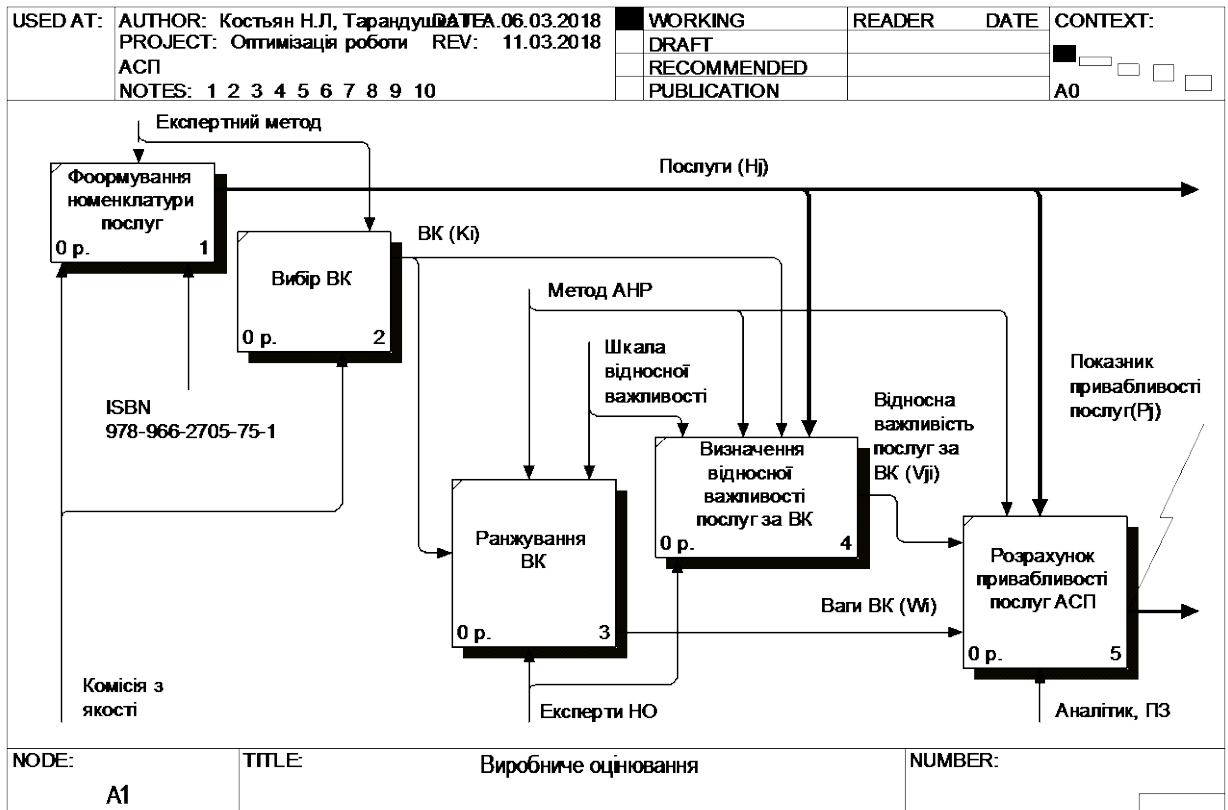 USED AT:
AUTHOR: Костьян Н.Л, Тарандушка Л.А.
DATE: 06.03.2018
PROJECT: Оптимізація роботи АСП
REV: 11.03.2018
NOTES: 1 2 3 4 5 6 7 8 9 10
WORKING
DRAFT
RECOMMENDED
PUBLICATION
READER DATE
CONTEXT:
A0
Експертний метод
Фоормування
номенклатури
послуг
0 р. 1
Послуги (Hj)
ВК (Кі)
Вибір ВК
0 р. 2
Метод АНР
Шкала
відносної
важливості
Показник
привабливості
послуг(Pj)
ISBN
978-966-2705-75-1
Відносна
важливість
послуг за
ВК (Vji)
Визначення
відносної
важливості
послуг за ВК
0 р. 4
Ранжування
ВК
0 р. 3
Розрахунок
привабливості
послуг АСП
0 р. 5
Ваги ВК (Wi)
Комісія з
якості
Експерти НО
Аналітик, ПЗ
NODE:
A1
TITLE:
Виробниче оцінювання
NUMBER: